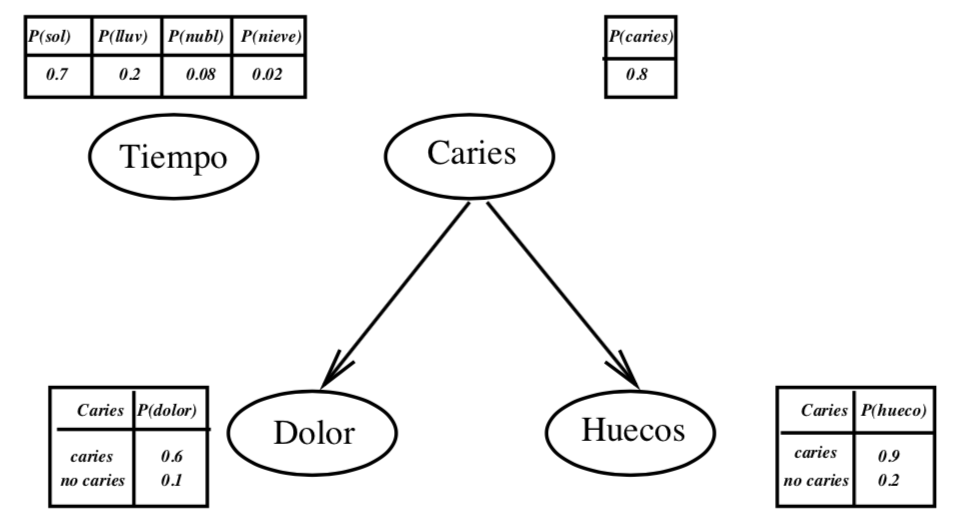 P(sol) P(lluv) P(nubl) P(nieve)
0.7 0.2 0.08 0.02
P(caries)
0.8
Tiempo
Caries
Caries P(dolor)
caries 0.6
no caries 0.1
Dolor
Huecos
Caries P(hueco)
caries 0.9
no caries 0.2